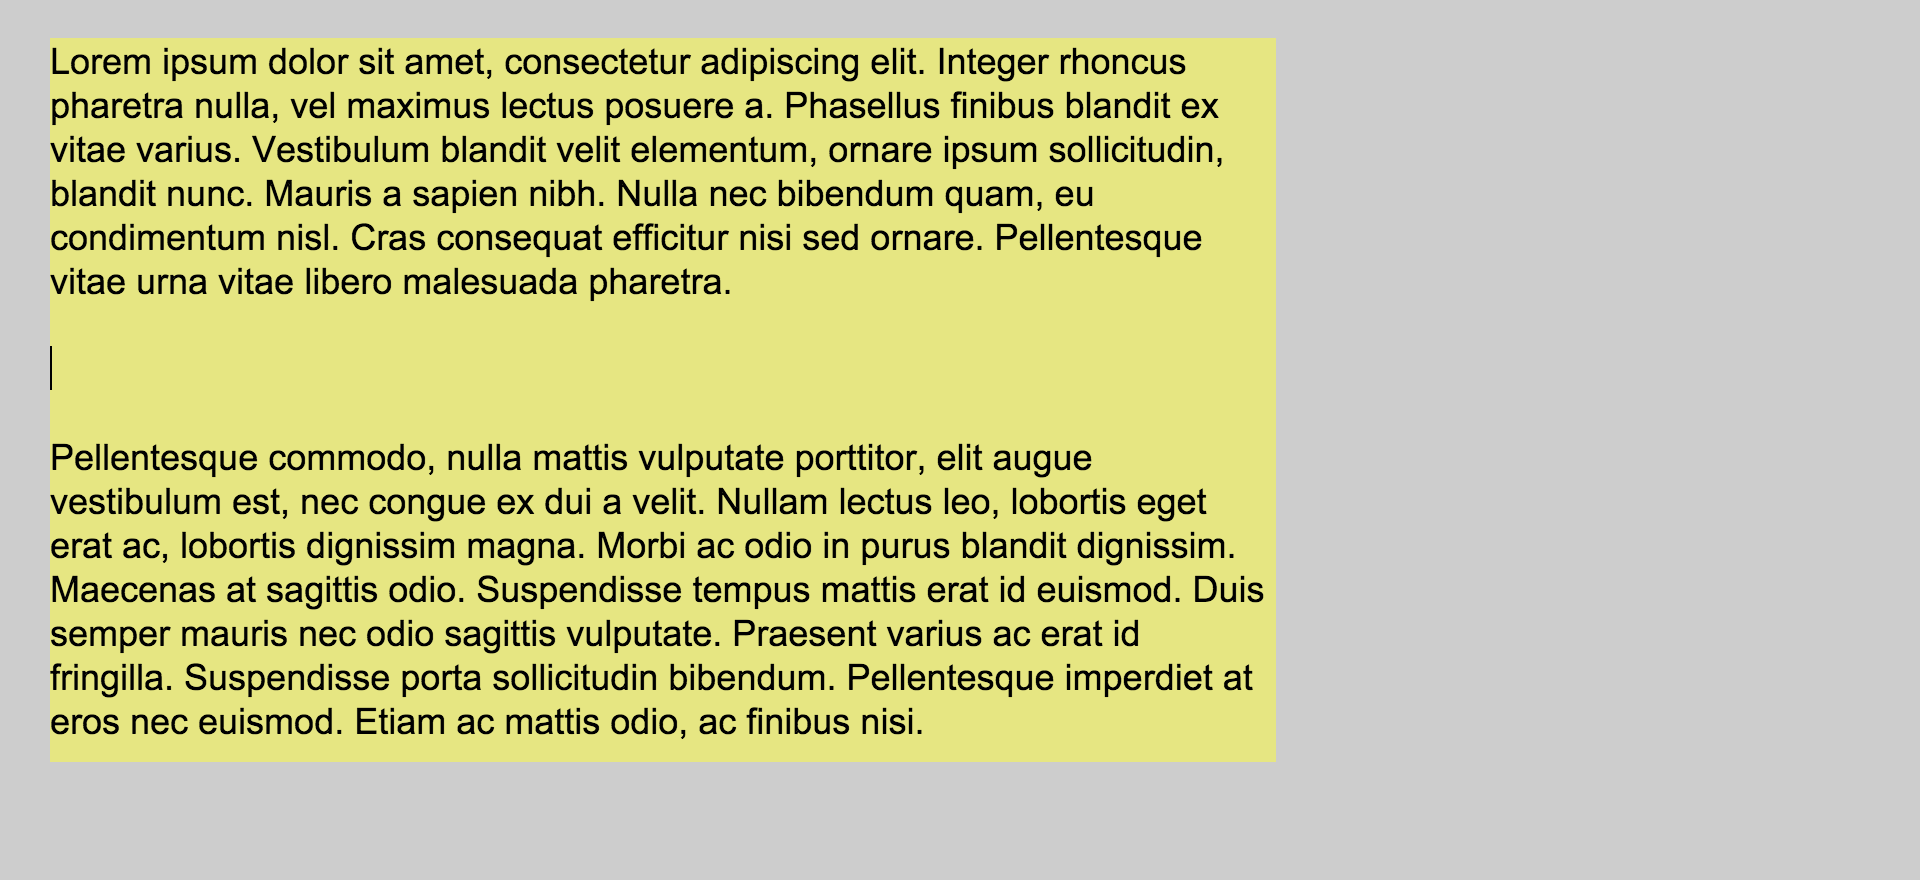 Lorem ipsum dolor sit amet, consectetur adipiscing elit. Integer rhoncus
pharetra nulla, vel maximus lectus posuere a. Phasellus finibus blandit ex
vitae varius. Vestibulum blandit velit elementum, ornare ipsum sollicitudin,
blandit nunc. Mauris a sapien nibh. Nulla nec bibendum quam, eu
condimentum nisl. Cras consequat efficitur nisi sed ornare. Pellentesque
vitae urna vitae libero malesuada pharetra.
Pellentesque commodo, nulla mattis vulputate porttitor, elit augue
vestibulum est, nec congue ex dui a velit. Nullam lectus leo, lobortis eget
erat ac, lobortis dignissim magna. Morbi ac odio in purus blandit dignissim.
Maecenas at sagittis odio. Suspendisse tempus mattis erat id euismod. Duis
semper mauris nec odio sagittis vulputate. Praesent varius ac erat id
fringilla. Suspendisse porta sollicitudin bibendum. Pellentesque imperdiet at
eros nec euismod. Etiam ac mattis odio, ac finibus nisi.